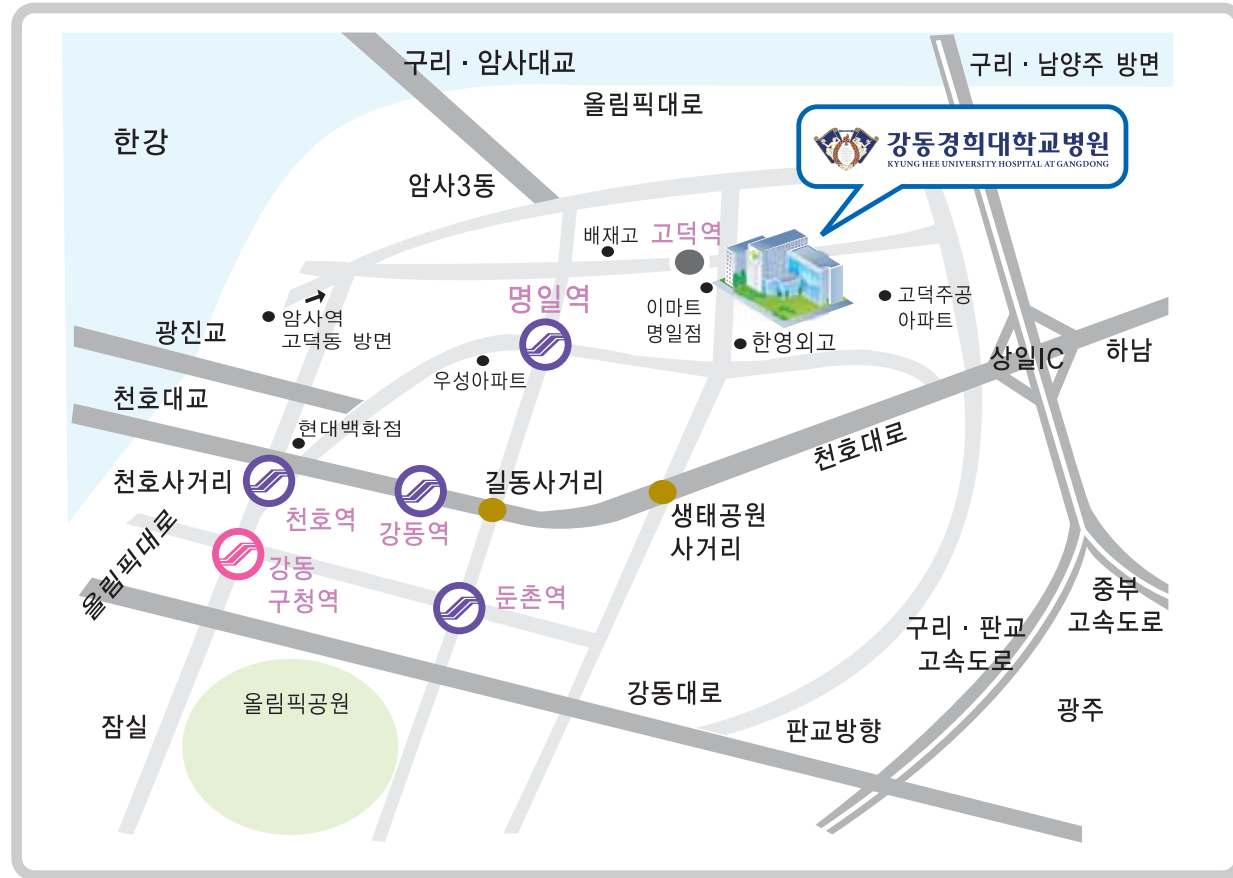 구리 · 암사대교
구리 · 남양주 방면
올림픽대로
한강
강동경희대학교병원
KYUNG HEE UNIVERSITY HOSPITAL AT GANGDONG
암사3동
배재고
고덕역
명일역
이마트
명일점
고덕주공
아파트
암사역
고덕동 방면
광진교
한영외고
상일IC
하남
우성아파트
천호대교
현대백화점
천호대로
천호사거리
길동사거리
천호역
강동역
생태공원
사거리
올림픽대로
강동
구청역
둔촌역
중부
고속도로
구리 · 판교
고속도로
올림픽공원
강동대로
잠실
판교방향
광주